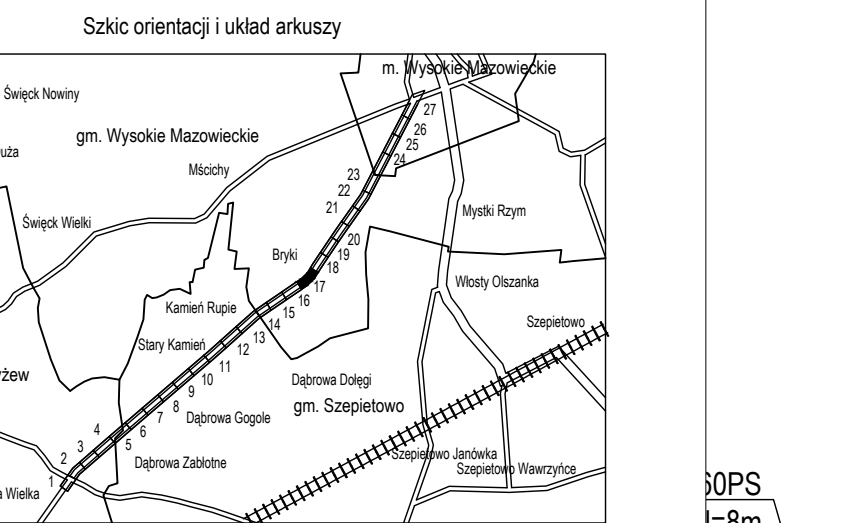 Szkic orientacji i układ arkuszy
m. Wysokie Mazowieckie
Święck Nowiny
27
gm. Wysokie Mazowieckie
26
25
24
Mścichy
23
22
21
Mystki Rzym
Święck Wielki
20
Bryki
19
18
17
Włosty Olszanka
16
Kamień Rupie
15
14
Szepietowo
13
Stary Kamień
12
11
10
Dąbrowa Dołęgi
9
gm. Szepietowo
8
7
Dąbrowa Gogole
6
4
5
3
Szepietowo Janówka
2
Dąbrowa Zabłotne
Szepietowo Wawrzyńce
1
Wielka
60PS
=8m